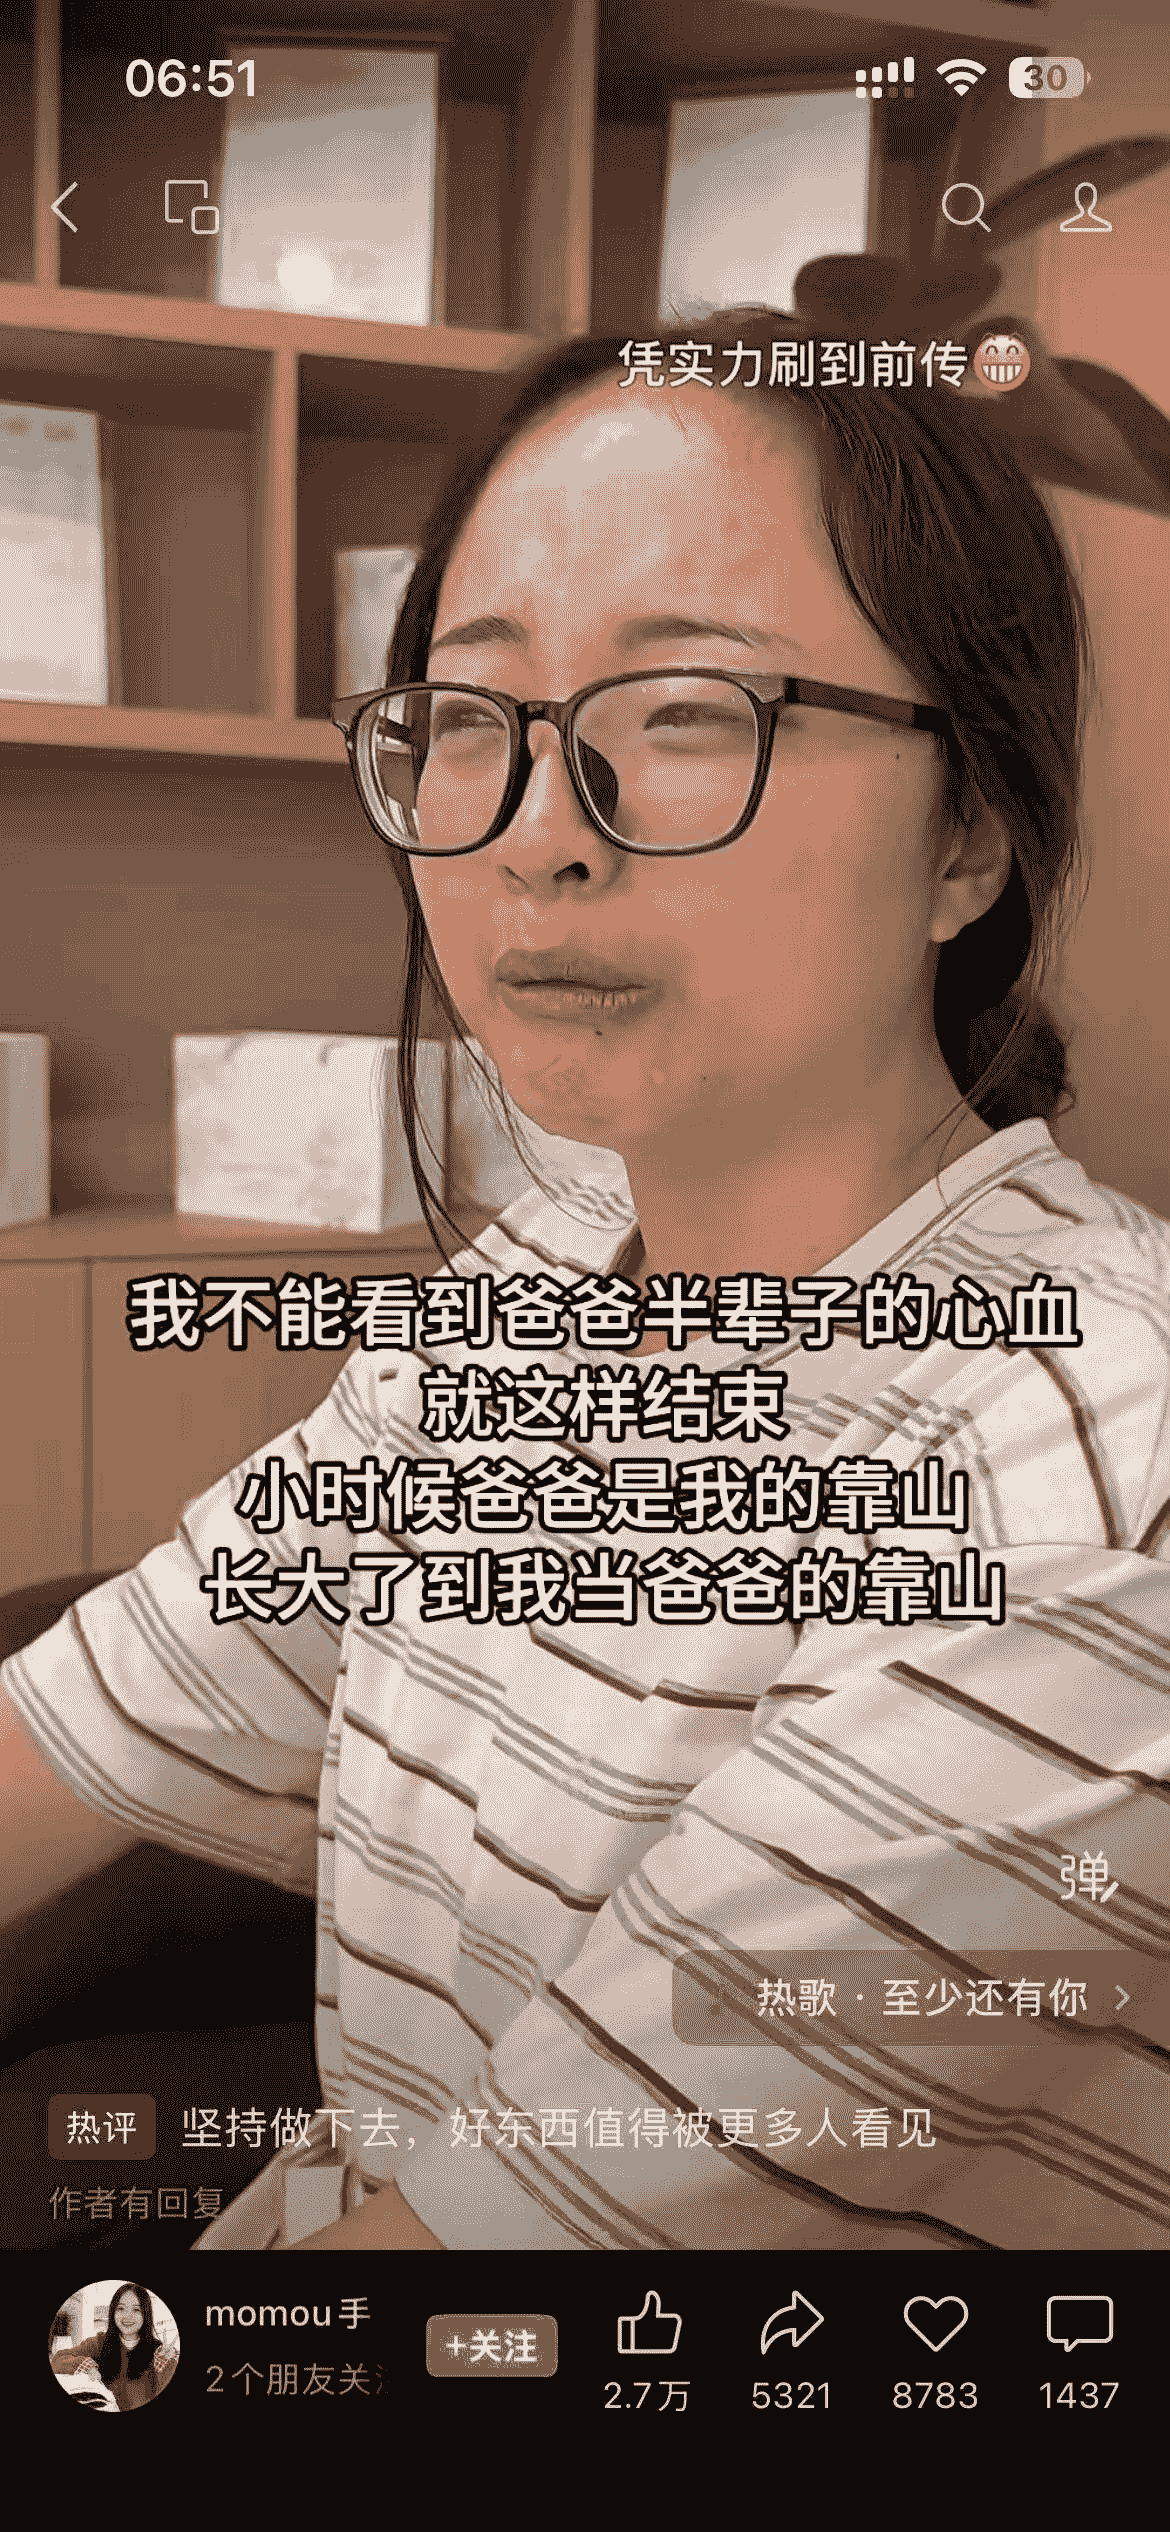 06:51
30
凭实力刷到前传😁
我不能看到爸爸半辈子的心血
就这样结束
小时候爸爸是我的靠山
长大了到我当爸爸的靠山
弹
热歌 · 至少还有你
热评 坚持做下去，好东西值得被更多人看见
作者有回复
momou手
2个朋友关
+关注
2.7万 5321 8783 1437